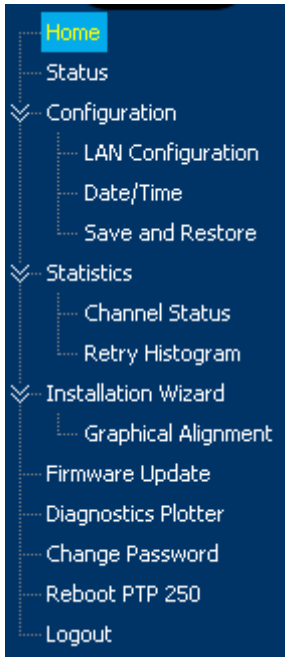 Home
Status
Configuration
LAN Configuration
Date/Time
Save and Restore
Statistics
Channel Status
Retry Histogram
Installation Wizard
Graphical Alignment
Firmware Update
Diagnostics Plotter
Change Password
Reboot PTP 250
Logout